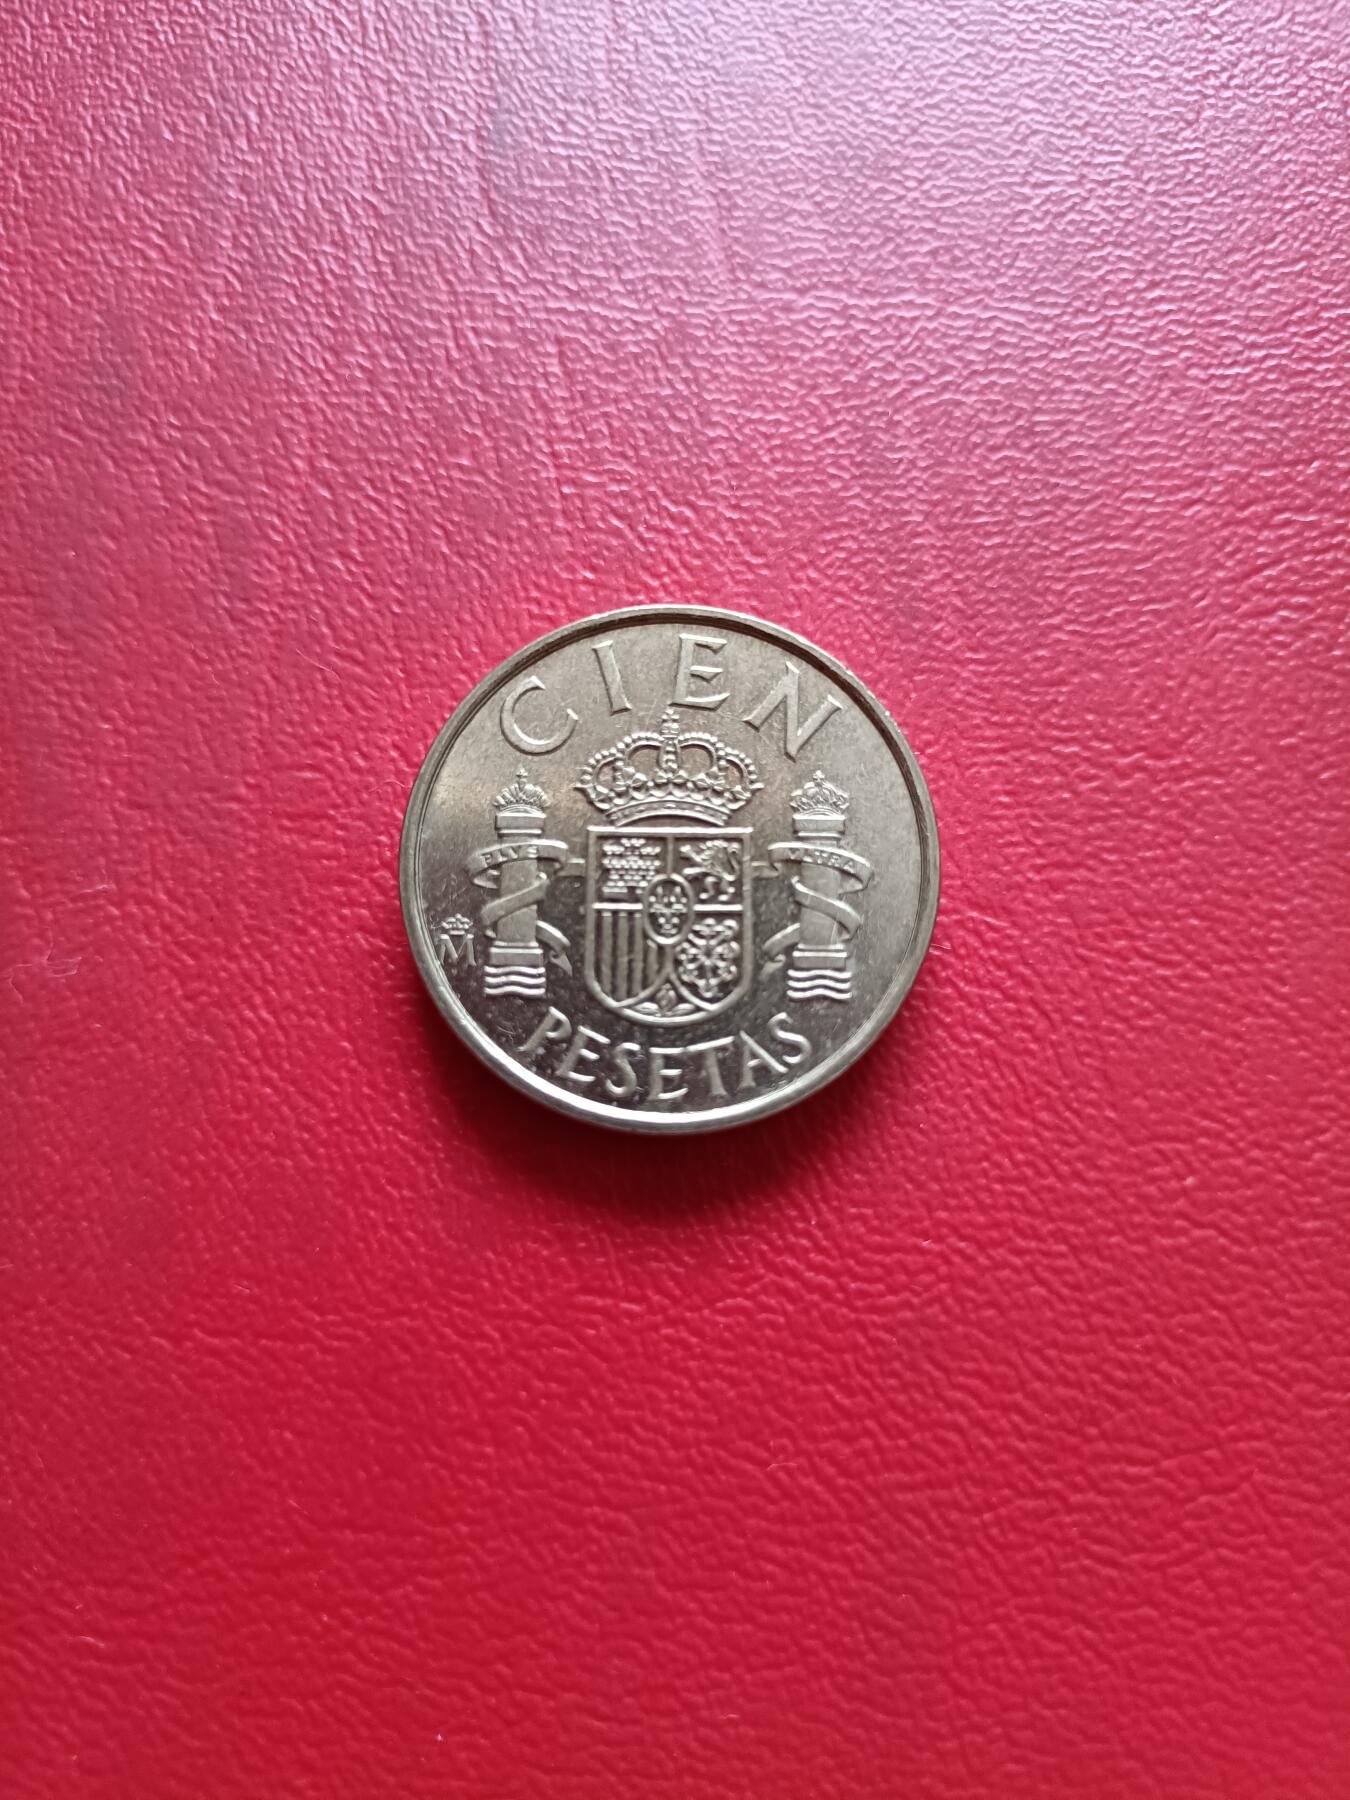 CIEN
PLVS VLTRA
M
PESETAS